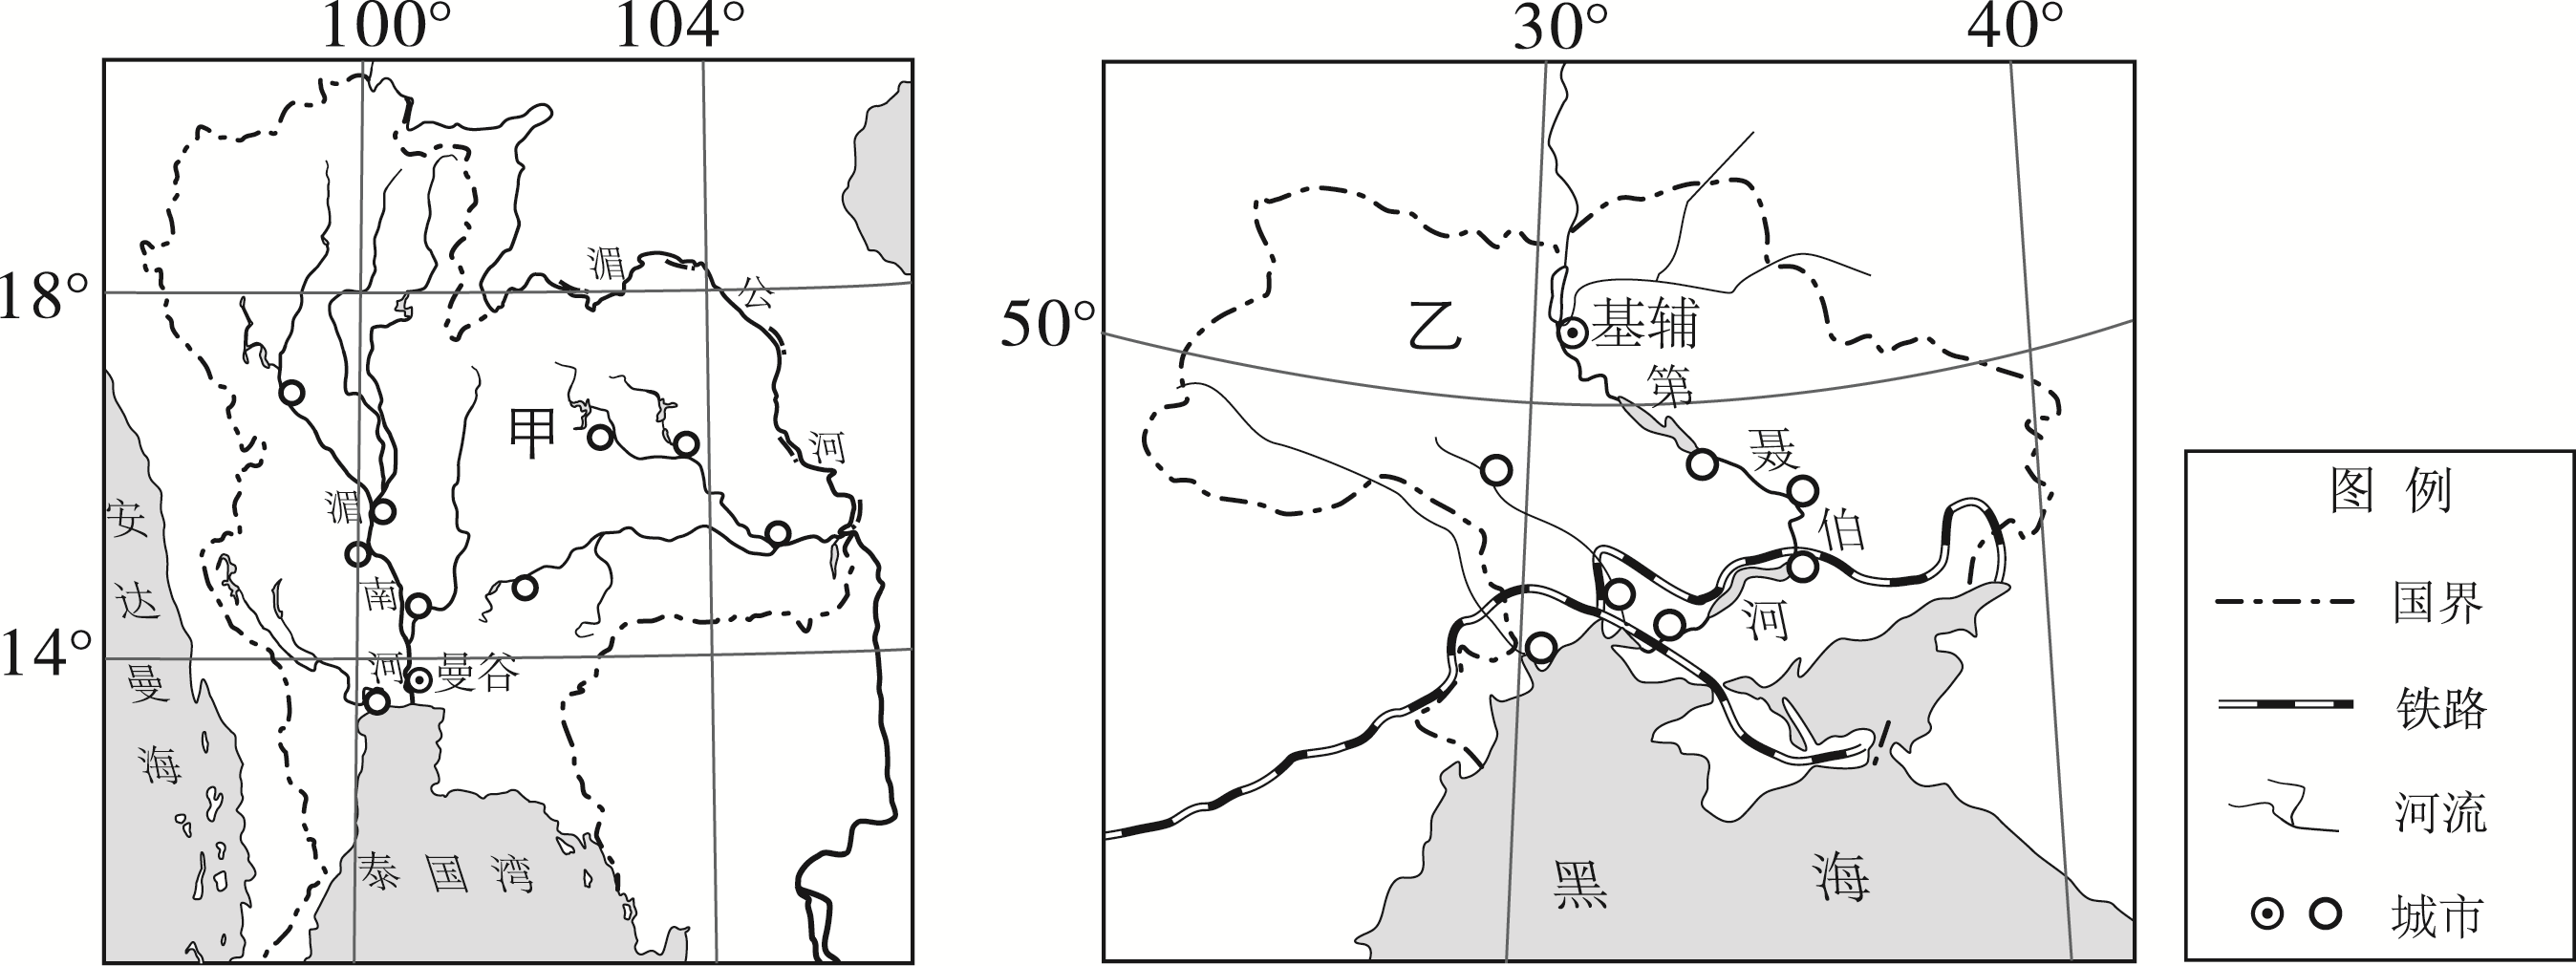 100°
104°
18°
14°
湄
公
河
甲
湄
南
河
曼谷
安
达
曼
海
泰国湾
30°
40°
50°
乙
基辅
第
聂
伯
河
黑
海
图例
国界
铁路
河流
城市